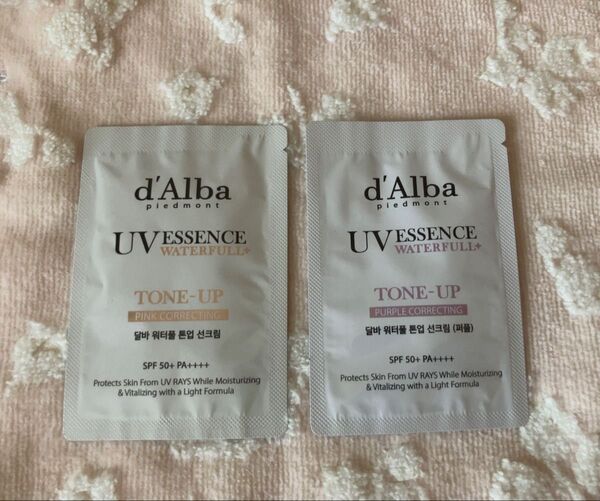 d'Alba
piedmont
UV ESSENCE
WATERFULL+
TONE-UP
PINK CORRECTING
달바 워터풀 톤업 선크림
SPF 50+ PA++++
Protects Skin From UV RAYS While Moisturizing
& Vitalizing with a Light Formula
d'Alba
piedmont
UV ESSENCE
WATERFULL+
TONE-UP
PURPLE CORRECTING
달바 워터풀 톤업 선크림 (퍼플)
SPF 50+ PA++++
Protects Skin From UV RAYS While Moisturizing
& Vitalizing with a Light Formula